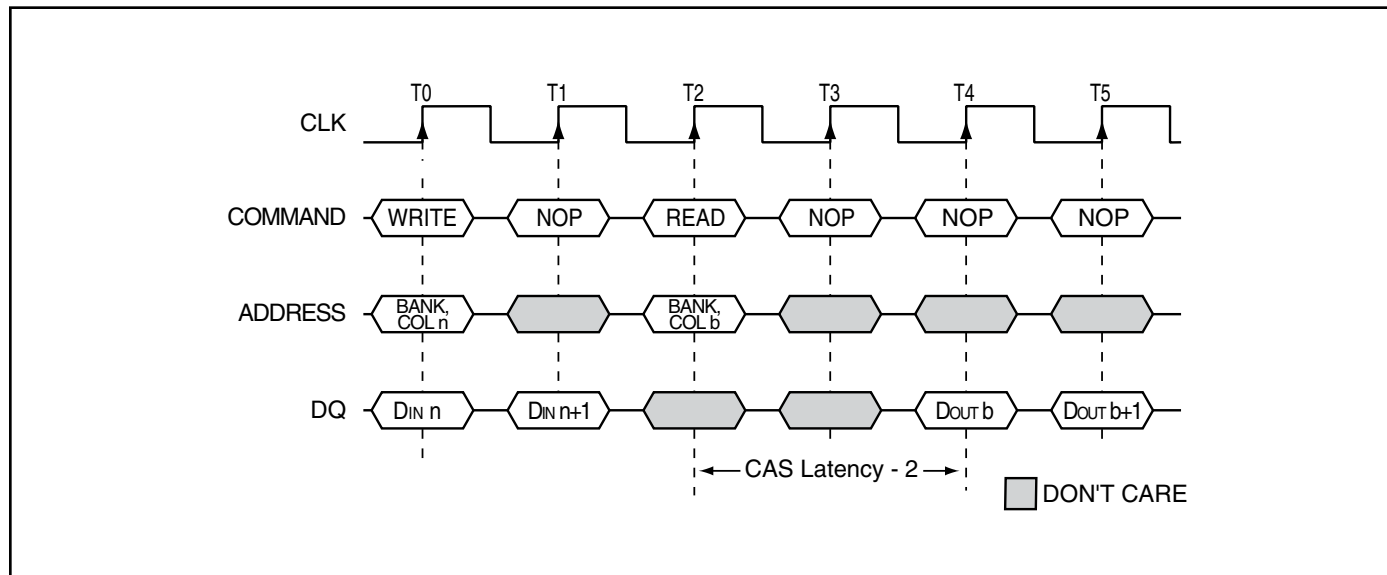 T0 T1 T2 T3 T4 T5
CLK
COMMAND WRITE NOP READ NOP NOP NOP
ADDRESS BANK, COL n BANK, COL b
DQ DIN n DIN n+1 DOUT b DOUT b+1
CAS Latency - 2
DON'T CARE